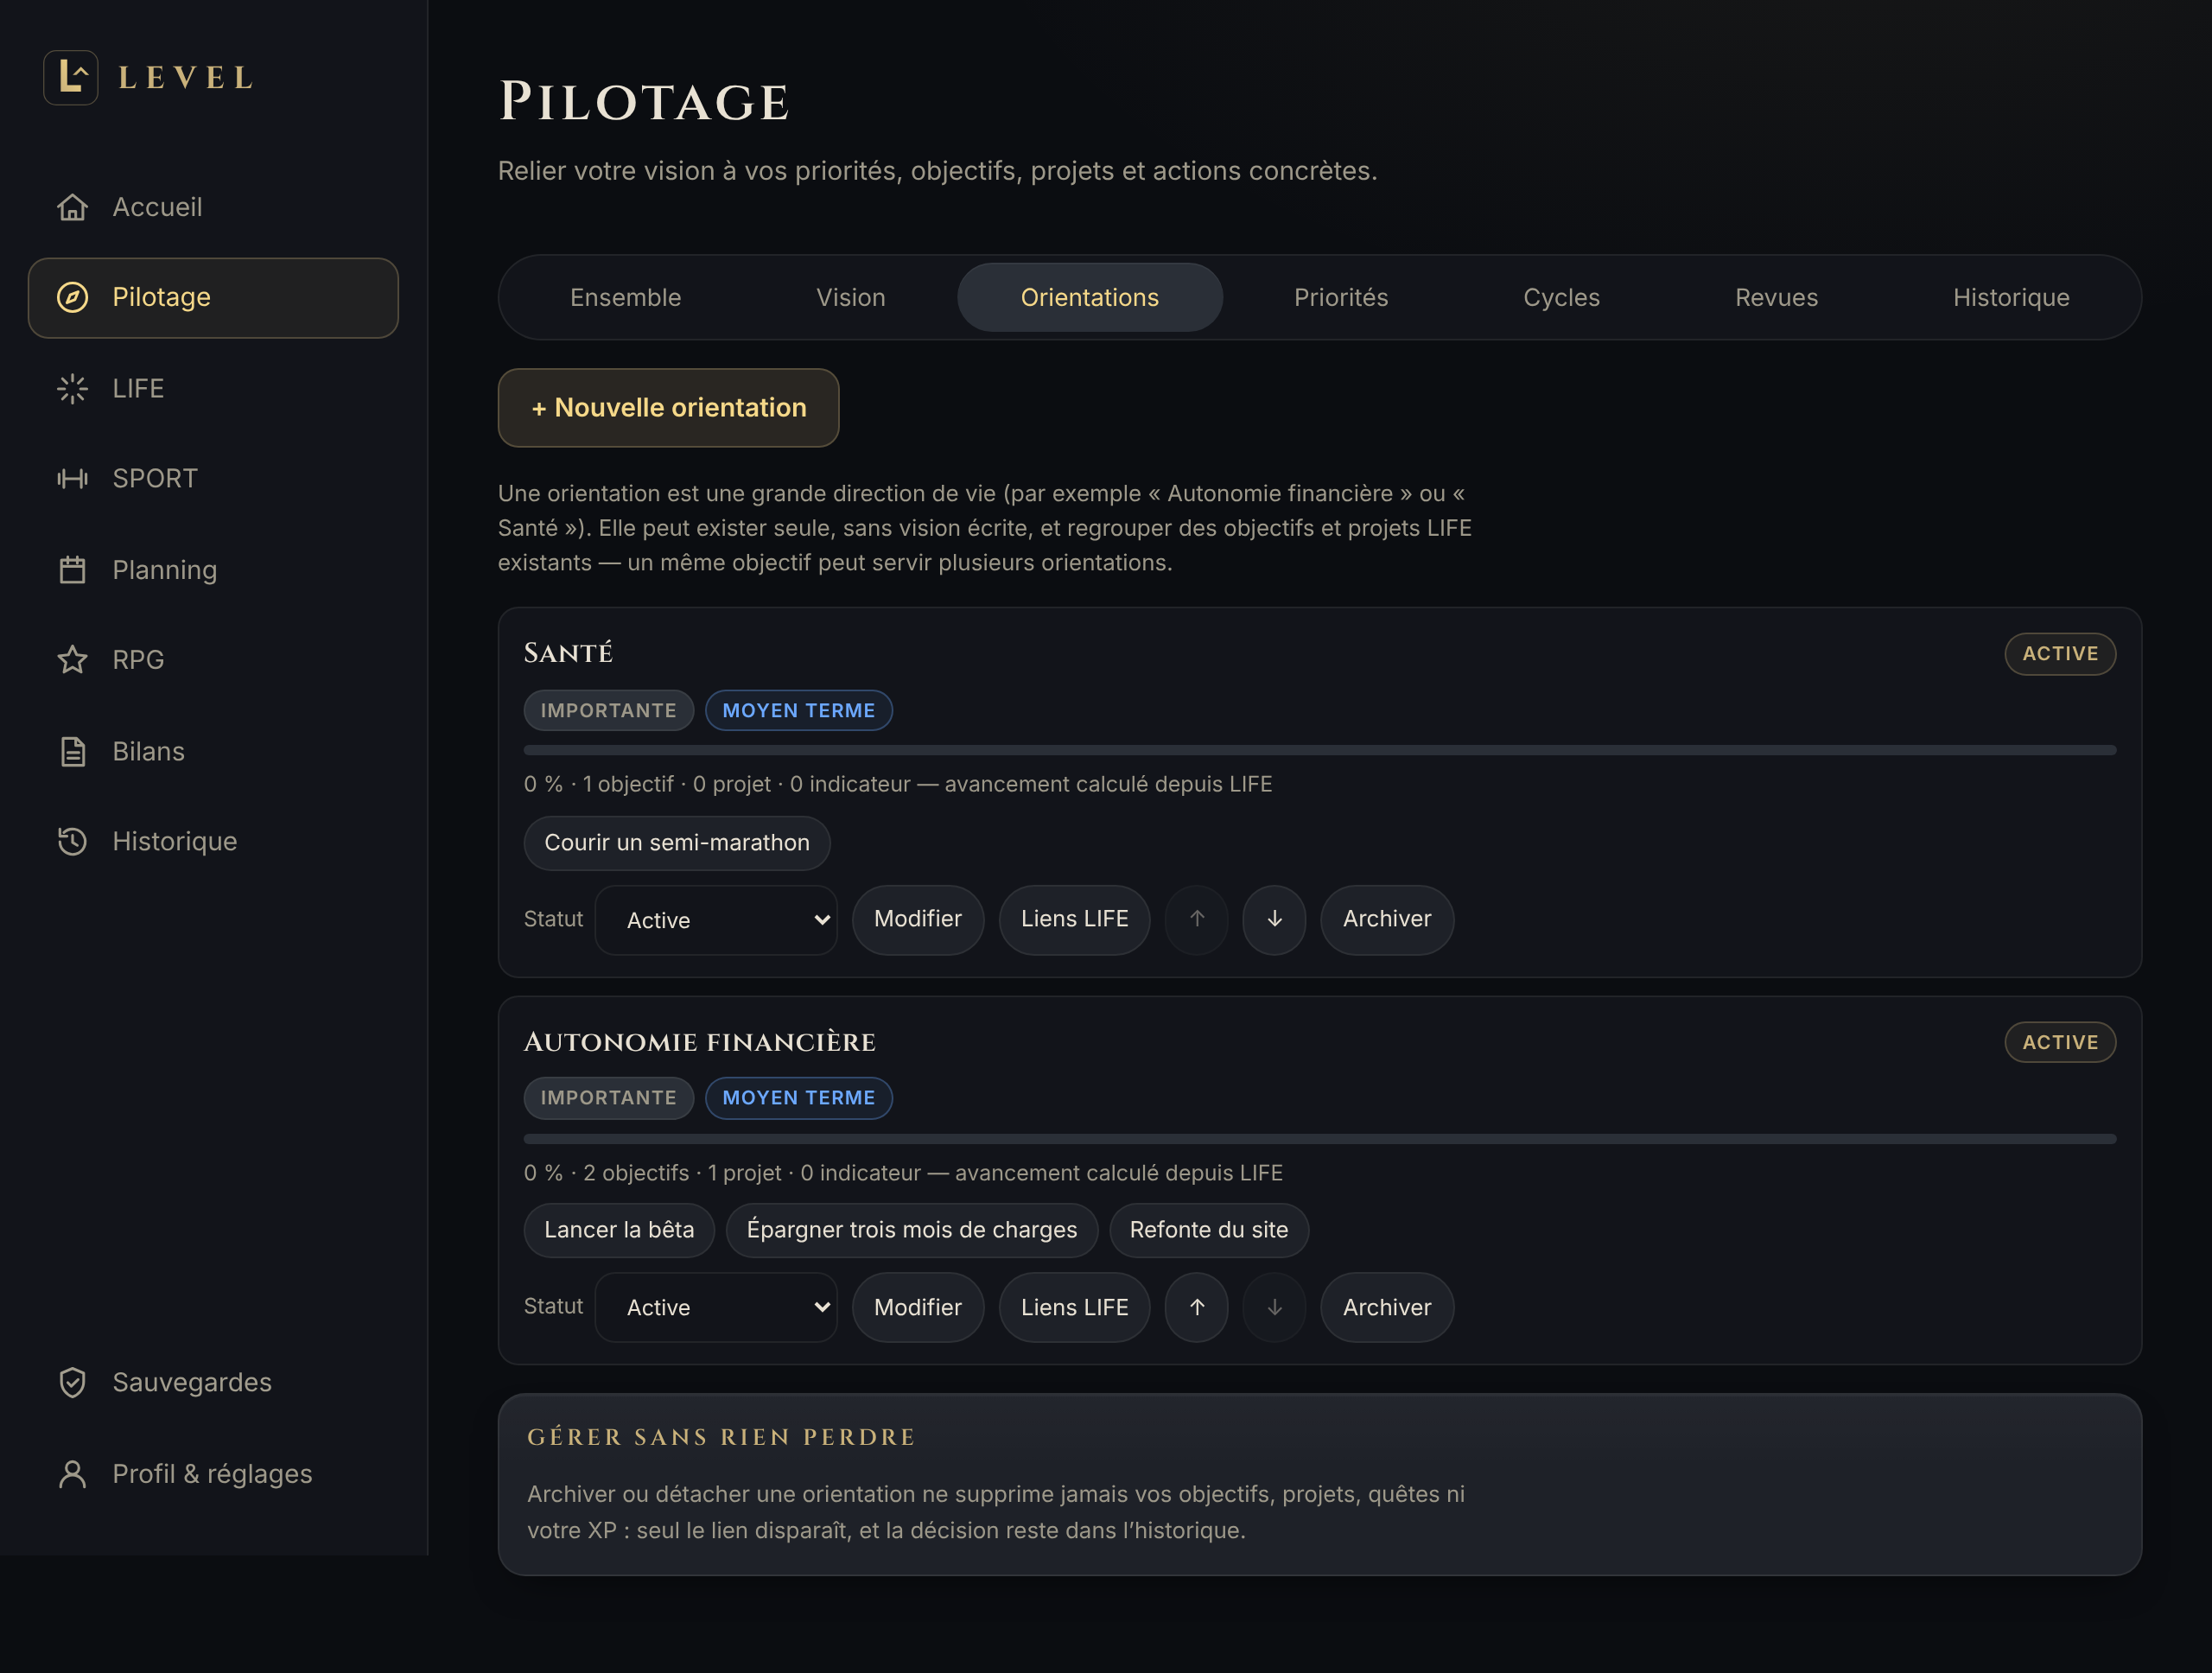 LEVEL
Accueil
Pilotage
LIFE
SPORT
Planning
RPG
Bilans
Historique
Sauvegardes
Profil & réglages
Pilotage
Relier votre vision à vos priorités, objectifs, projets et actions concrètes.
Ensemble Vision Orientations Priorités Cycles Revues Historique
+ Nouvelle orientation
Une orientation est une grande direction de vie (par exemple « Autonomie financière » ou «
Santé »). Elle peut exister seule, sans vision écrite, et regrouper des objectifs et projets LIFE
existants — un même objectif peut servir plusieurs orientations.
Santé ACTIVE
IMPORTANTE MOYEN TERME
0 % · 1 objectif · 0 projet · 0 indicateur — avancement calculé depuis LIFE
Courir un semi-marathon
Statut Active Modifier Liens LIFE ↑ ↓ Archiver
Autonomie financière ACTIVE
IMPORTANTE MOYEN TERME
0 % · 2 objectifs · 1 projet · 0 indicateur — avancement calculé depuis LIFE
Lancer la bêta Épargner trois mois de charges Refonte du site
Statut Active Modifier Liens LIFE ↑ ↓ Archiver
GÉRER SANS RIEN PERDRE
Archiver ou détacher une orientation ne supprime jamais vos objectifs, projets, quêtes ni
votre XP : seul le lien disparaît, et la décision reste dans l’historique.